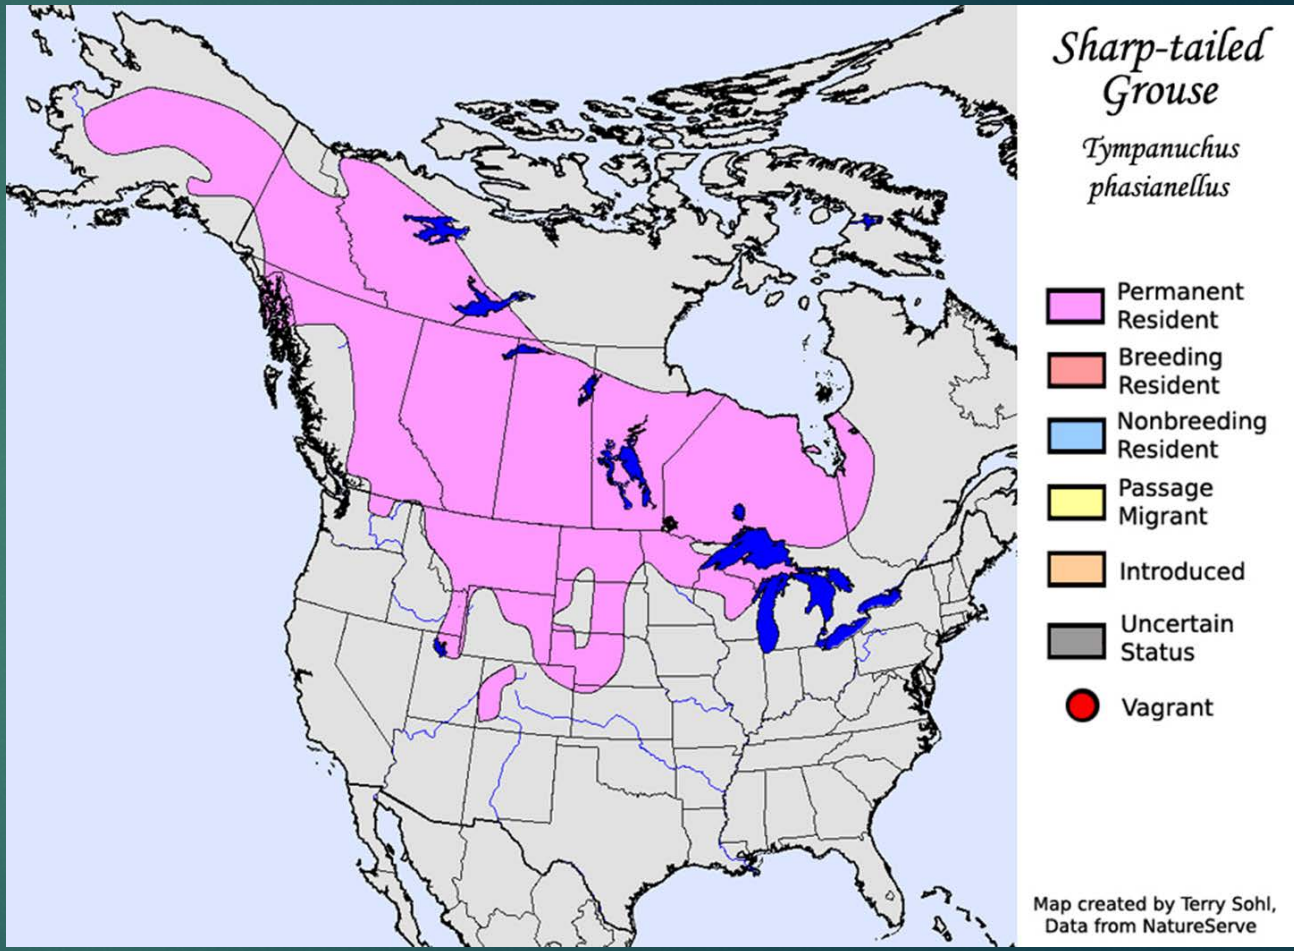 Sharp-tailed
Grouse
Tympanuchus
phasianellus
Permanent
Resident
Breeding
Resident
Nonbreeding
Resident
Passage
Migrant
Introduced
Uncertain
Status
Vagrant
Map created by Terry Sohl,
Data from NatureServe